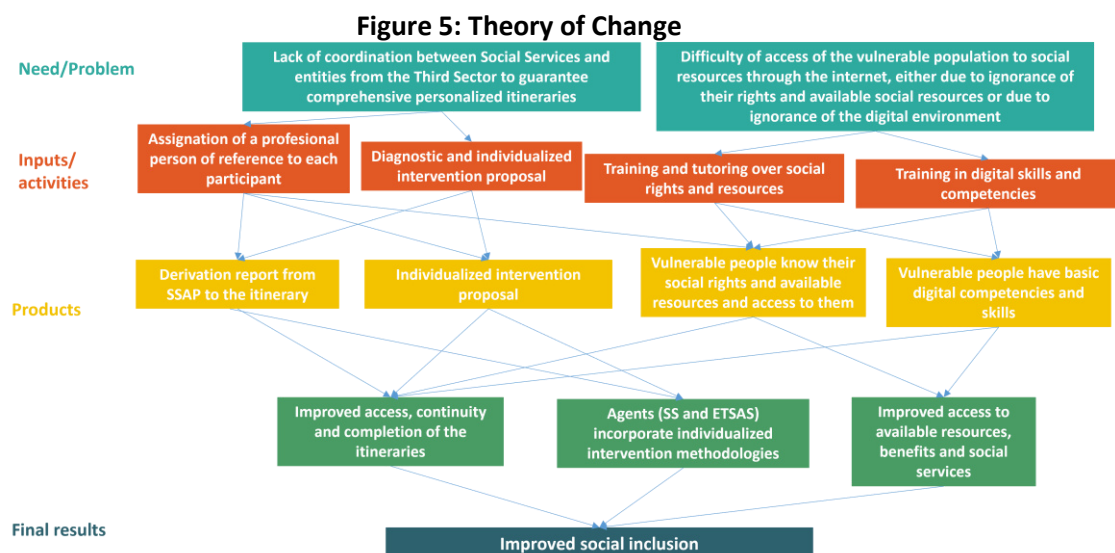 Figure 5: Theory of Change
Need/Problem
Lack of coordination between Social Services and
entities from the Third Sector to guarantee
comprehensive personalized itineraries
Difficulty of access of the vulnerable population to social
resources through the internet, either due to ignorance of
their rights and available social resources or due to
ignorance of the digital environment
Inputs/
activities
Assignation of a profesional
person of reference to each
participant
Diagnostic and individualized
intervention proposal
Training and tutoring over social
rights and resources
Training in digital skills and
competencies
Products
Derivation report from
SSAP to the itinerary
Individualized intervention
proposal
Vulnerable people know their
social rights and available
resources and access to them
Vulnerable people have basic
digital competencies and
skills
Improved access, continuity
and completion of the
itineraries
Agents (SS and ETSAS)
incorporate individualized
intervention methodologies
Improved access to
available resources,
benefits and social
services
Final results
Improved social inclusion